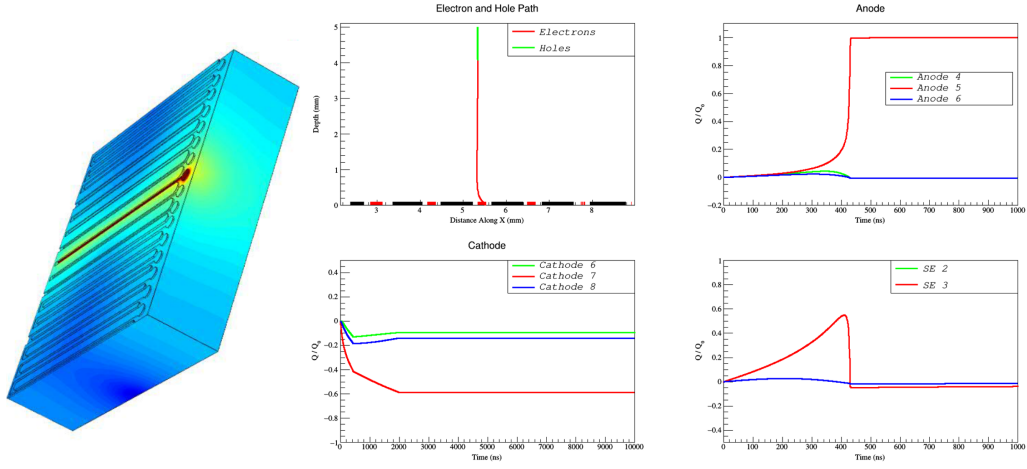 Electron and Hole Path
Depth (mm)
5
4
3
2
1
0
Electrons
Holes
3 4 5 6 7 8
Distance Along X (mm)
Anode
Q / Q0
1
0.8
0.6
0.4
0.2
0
−0.2
Anode 4
Anode 5
Anode 6
0 100 200 300 400 500 600 700 800 900 1000
Time (ns)
Cathode
Q / Q0
0.4
0.2
0
−0.2
−0.4
−0.6
−0.8
−1
Cathode 6
Cathode 7
Cathode 8
0 1000 2000 3000 4000 5000 6000 7000 8000 9000 10000
Time (ns)
Q / Q0
1
0.8
0.6
0.4
0.2
0
−0.2
−0.4
SE 2
SE 3
0 100 200 300 400 500 600 700 800 900 1000
Time (ns)